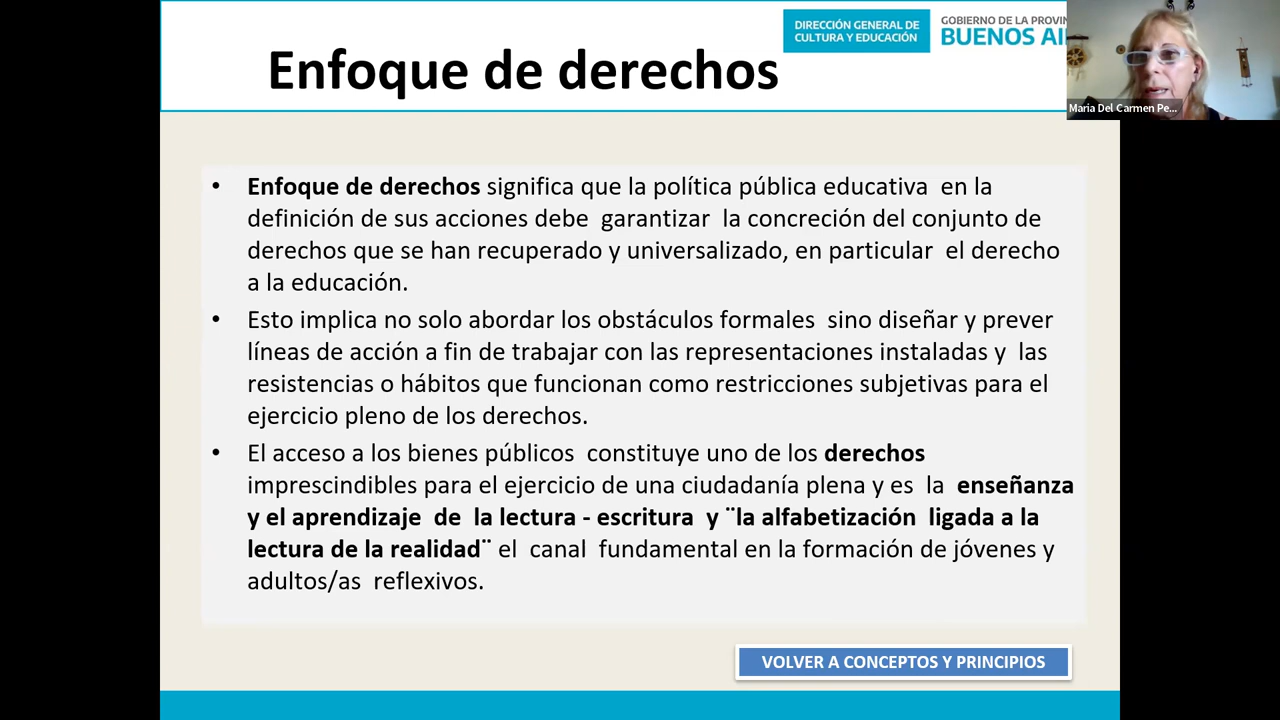 Enfoque de derechos
DIRECCIÓN GENERAL DE
CULTURA Y EDUCACIÓN
GOBIERNO DE LA PROVIN
BUENOS AI
Maria Del Carmen Pe...
• Enfoque de derechos significa que la política pública educativa en la
definición de sus acciones debe garantizar la concreción del conjunto de
derechos que se han recuperado y universalizado, en particular el derecho
a la educación.
• Esto implica no solo abordar los obstáculos formales sino diseñar y prever
líneas de acción a fin de trabajar con las representaciones instaladas y las
resistencias o hábitos que funcionan como restricciones subjetivas para el
ejercicio pleno de los derechos.
• El acceso a los bienes públicos constituye uno de los derechos
imprescindibles para el ejercicio de una ciudadanía plena y es la enseñanza
y el aprendizaje de la lectura - escritura y ¨la alfabetización ligada a la
lectura de la realidad¨ el canal fundamental en la formación de jóvenes y
adultos/as reflexivos.
VOLVER A CONCEPTOS Y PRINCIPIOS